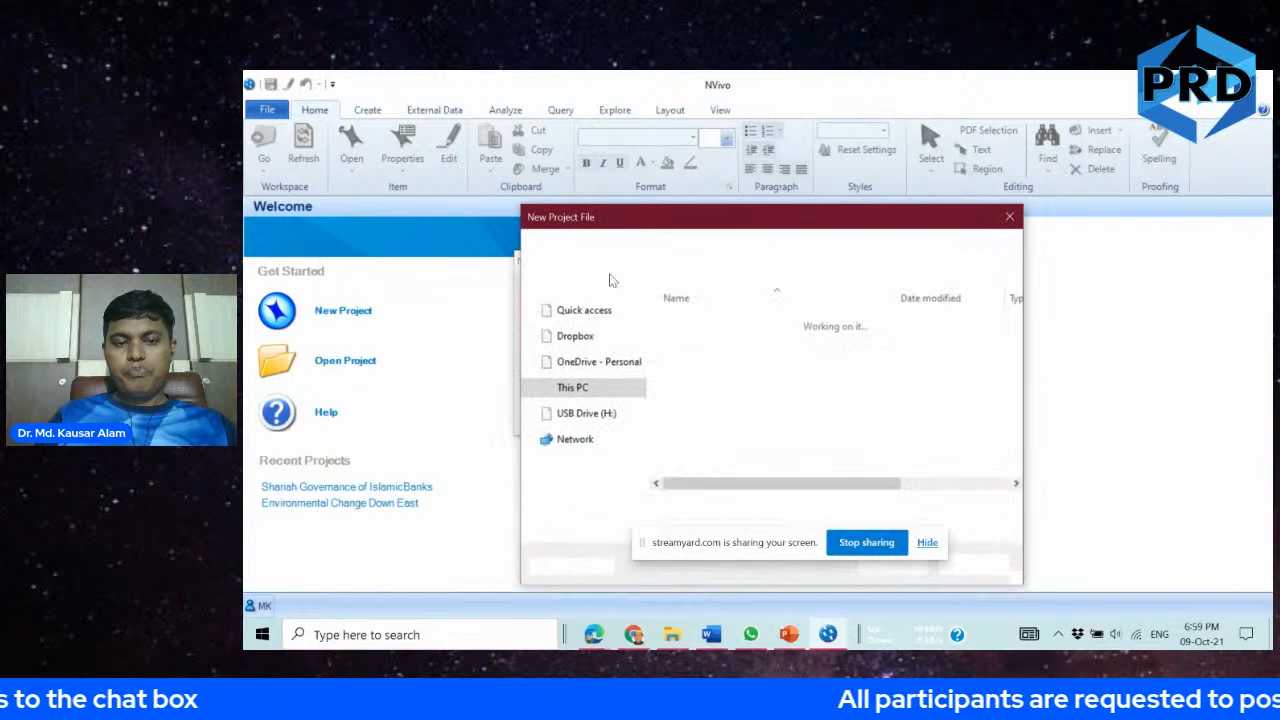 PRD
NVivo
File Home Create External Data Analyze Query Explore Layout View
Go Refresh Open Properties Edit Paste Cut Copy Merge
B I U A
Reset Settings
Select PDF Selection Text Region
Find Insert Replace Delete
Spelling
Workspace Item Clipboard Format Paragraph Styles Editing Proofing
Welcome
Get Started
New Project
Open Project
Help
Recent Projects
Shariah Governance of IslamicBanks
Environmental Change Down East
New Project File
Name Date modified Typ
Working on it...
Quick access
Dropbox
OneDrive - Personal
This PC
USB Drive (H:)
Network
streamyard.com is sharing your screen. Stop sharing Hide
Dr. Md. Kausar Alam
MK
Type here to search
ENG
6:59 PM
09-Oct-21
s to the chat box
All participants are requested to pos